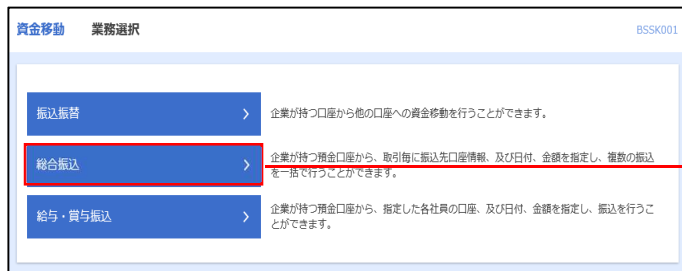 資金移動 業務選択 BSSK001
振込振替
企業が持つ口座から他の口座への資金移動を行うことができます。
総合振込
企業が持つ預金口座から、取引毎に振込先口座情報、及び日付、金額を指定し、複数の振込
を一括で行うことができます。
給与・賞与振込
企業が持つ預金口座から、指定した各社員の口座、及び日付、金額を指定し、振込を行うこ
とができます。